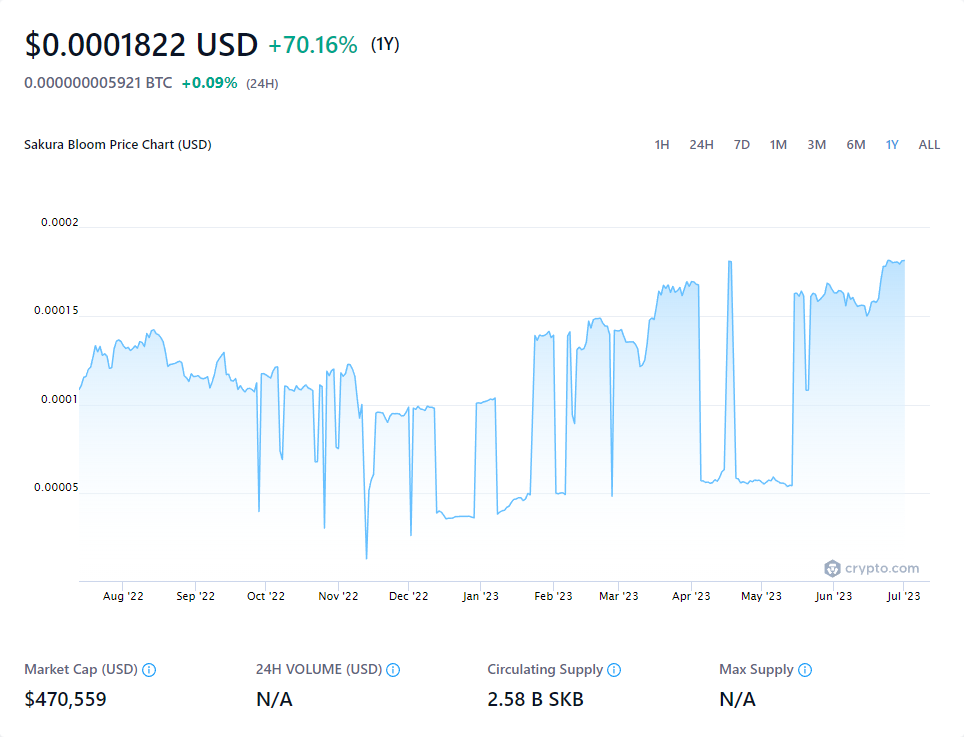 $0.0001822 USD +70.16% (1Y)
0.000000005921 BTC +0.09% (24H)
Sakura Bloom Price Chart (USD) 1H 24H 7D 1M 3M 6M 1Y ALL
0.0002
0.00015
0.0001
0.00005
crypto.com
Aug '22 Sep '22 Oct '22 Nov '22 Dec '22 Jan '23 Feb '23 Mar '23 Apr '23 May '23 Jun '23 Jul '23
Market Cap (USD) 24H VOLUME (USD) Circulating Supply Max Supply
$470,559 N/A 2.58 B SKB N/A